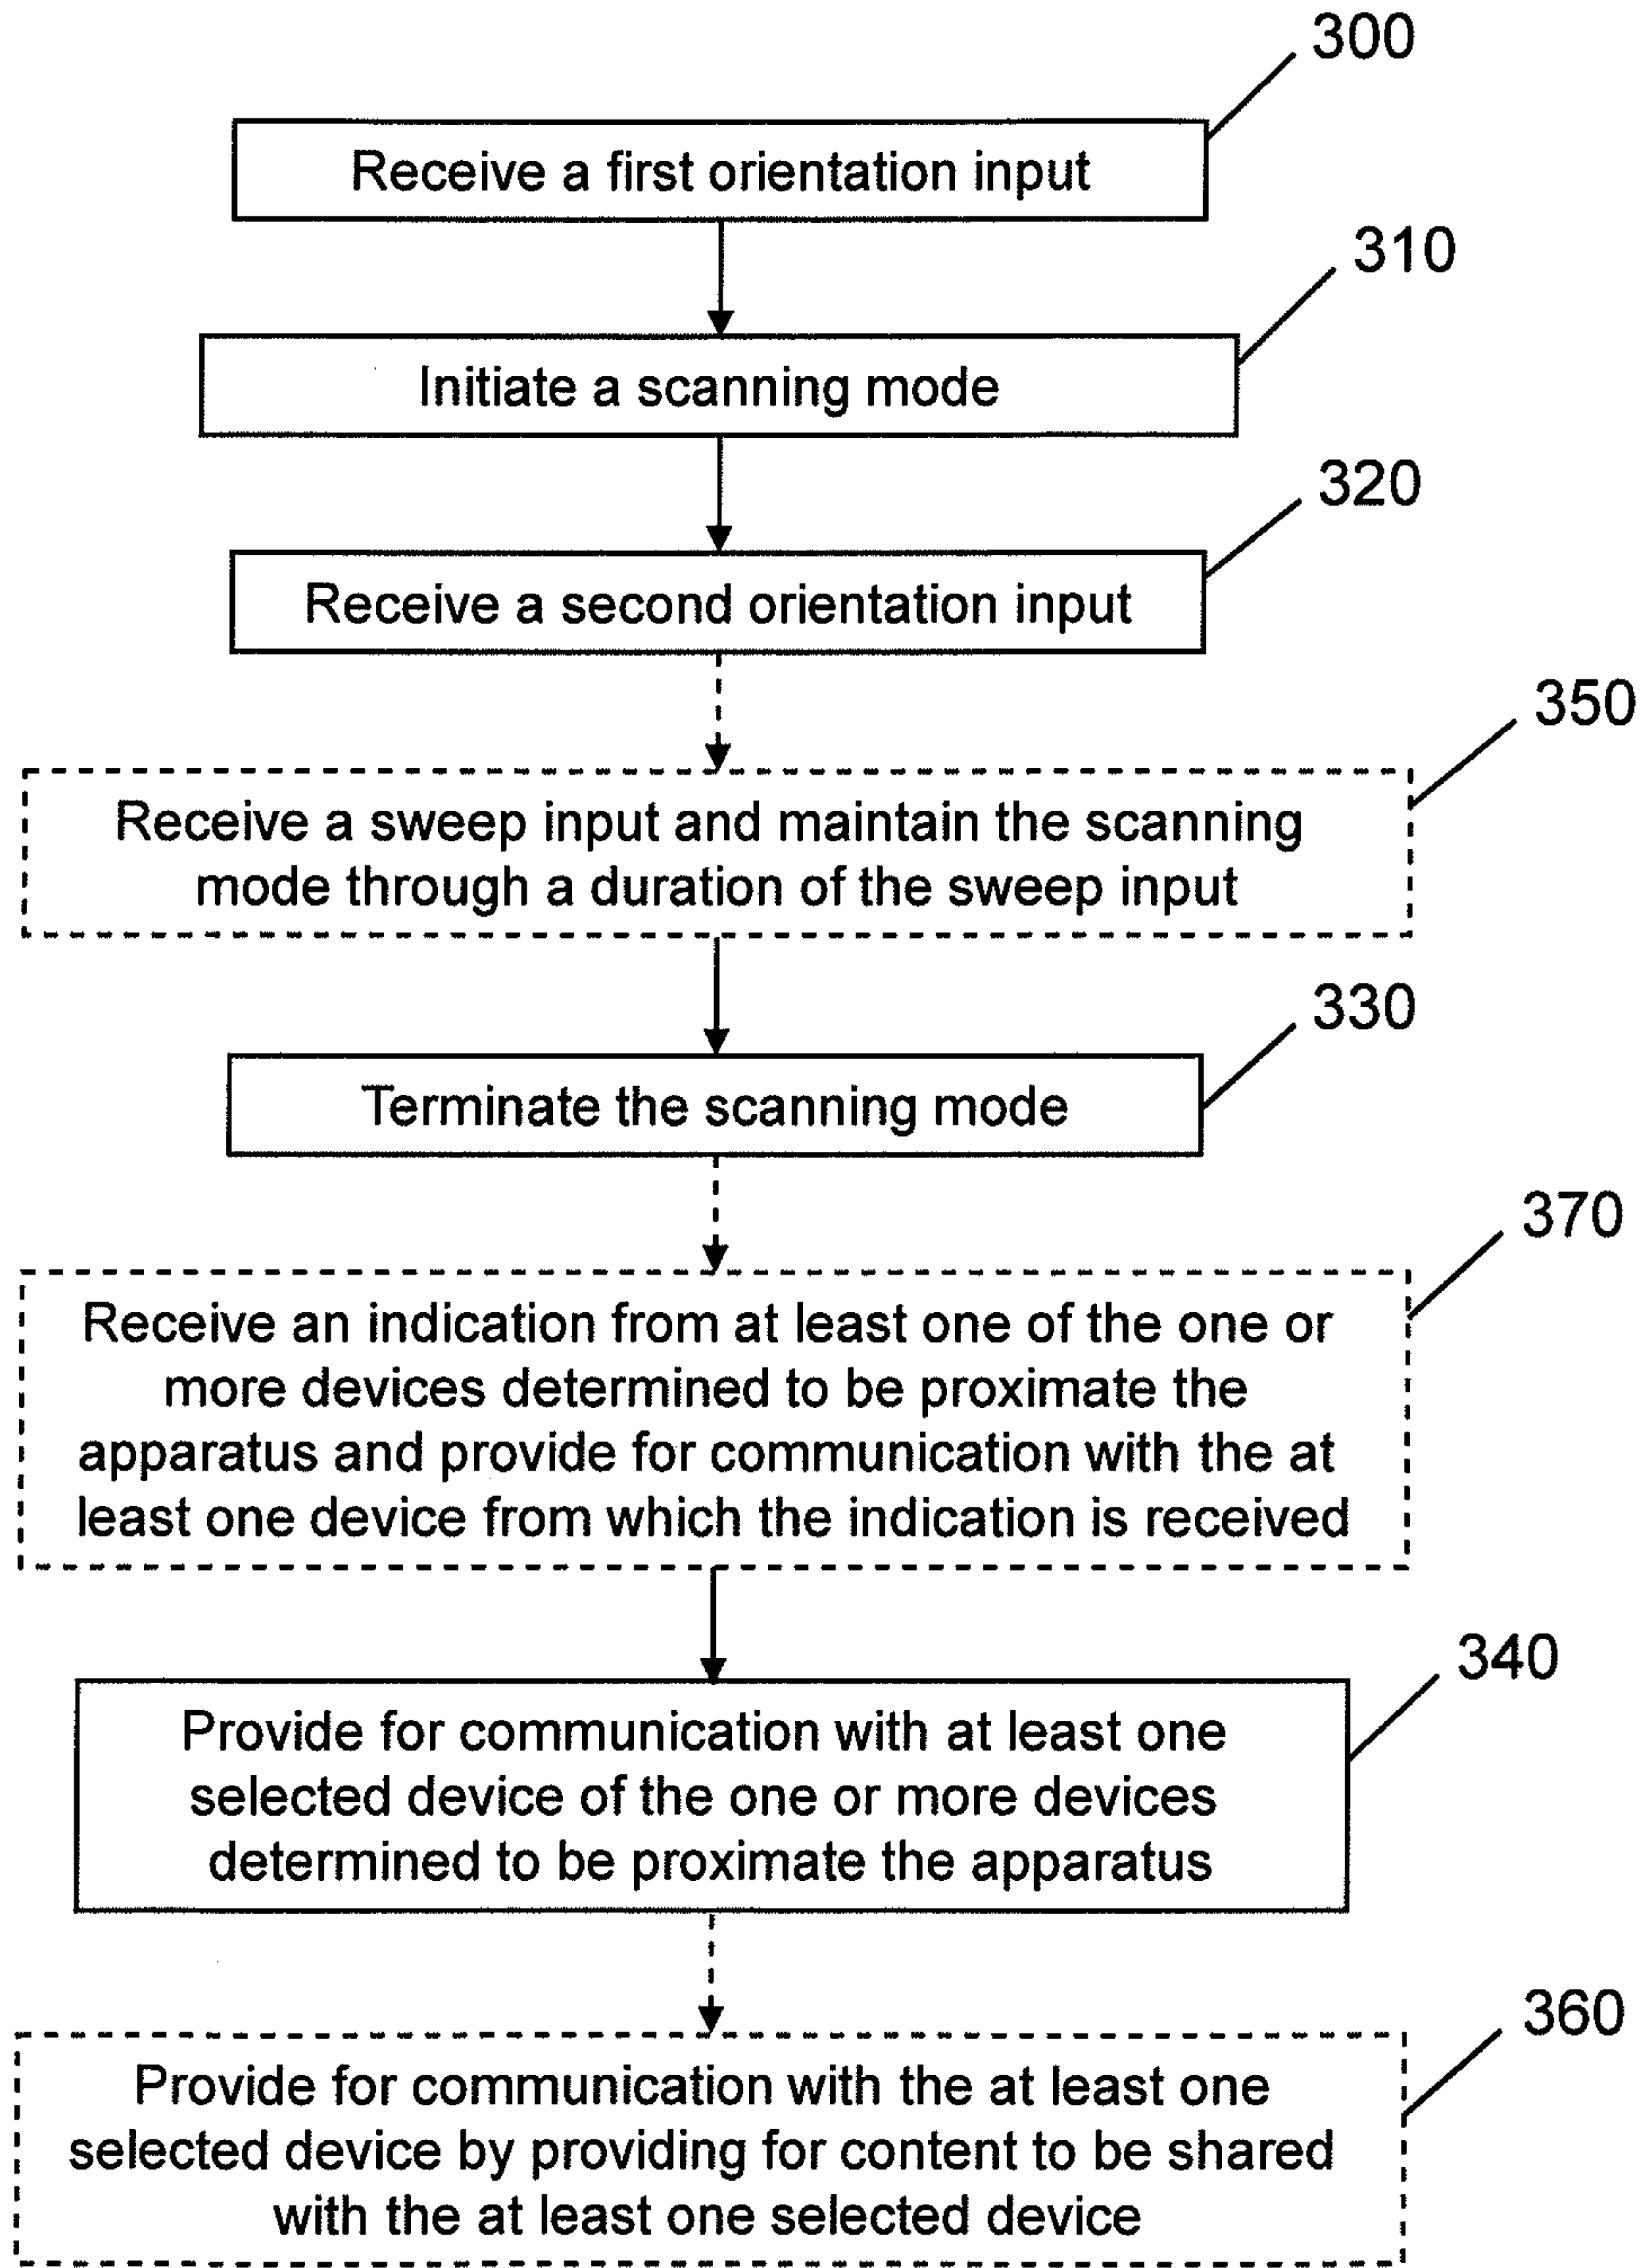 300
Receive a first orientation input
310
Initiate a scanning mode
320
Receive a second orientation input
350
Receive a sweep input and maintain the scanning
mode through a duration of the sweep input
330
Terminate the scanning mode
370
Receive an indication from at least one of the one or
more devices determined to be proximate the
apparatus and provide for communication with the at
least one device from which the indication is received
340
Provide for communication with at least one
selected device of the one or more devices
determined to be proximate the apparatus
360
Provide for communication with the at least one
selected device by providing for content to be shared
with the at least one selected device